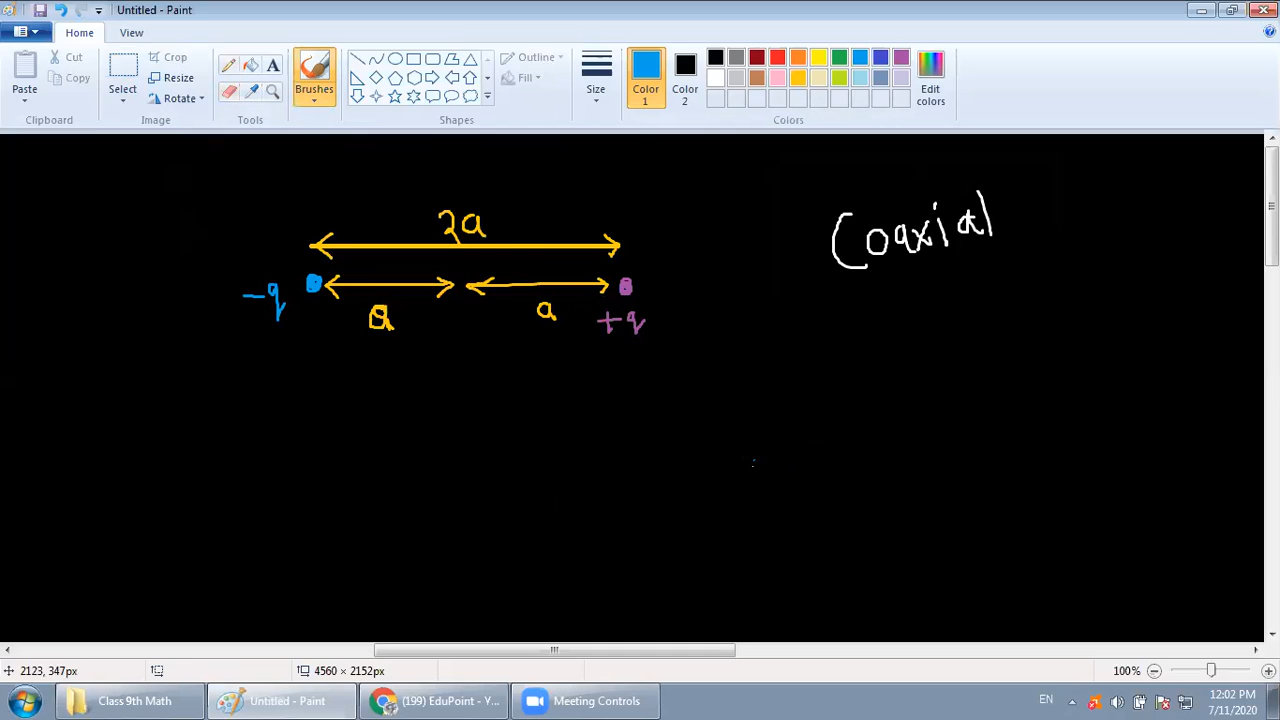 Untitled - Paint
Home View
Paste
Cut
Copy
Clipboard
Select
Crop
Resize
Rotate
Image
A
Tools
Brushes
Outline
Fill
Shapes
Size
Color 1
Color 2
Edit colors
Colors
2a
Coaxial
-q
a
a
+q
2123, 347px
4560 × 2152px
100%
Class 9th Math
Untitled - Paint
(199) EduPoint - Y...
Meeting Controls
EN
12:02 PM
7/11/2020